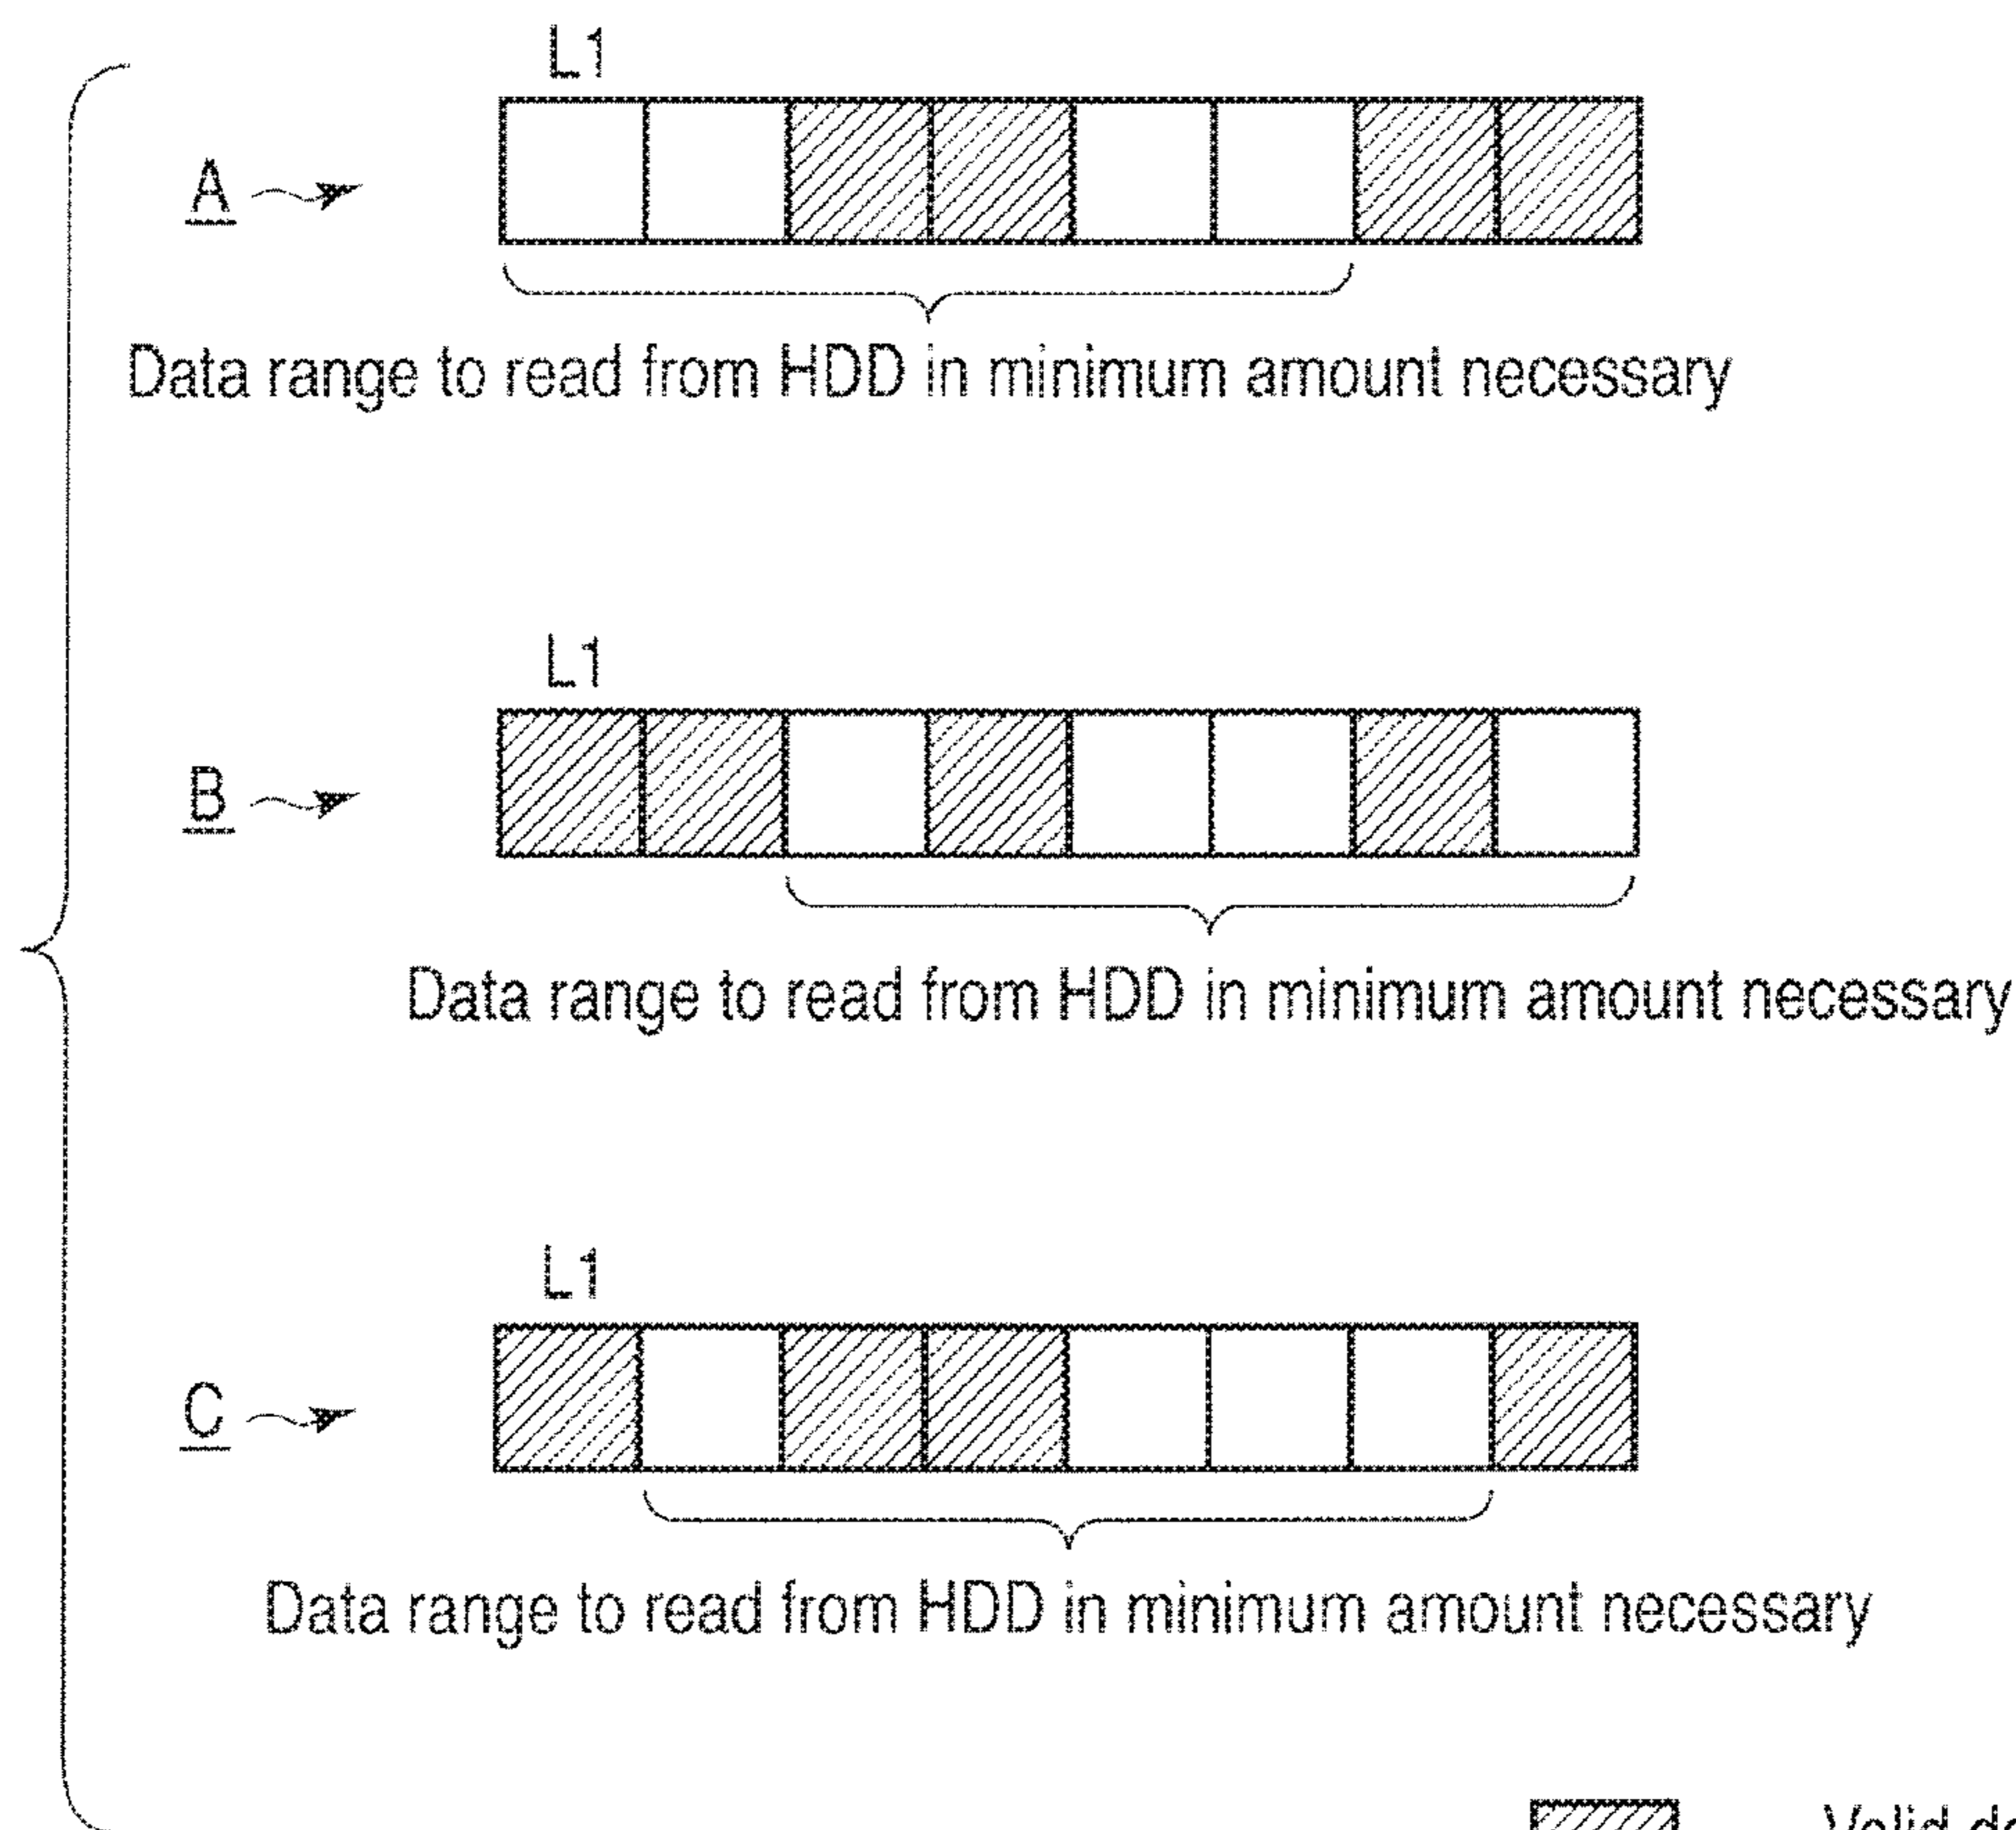 L1
A
Data range to read from HDD in minimum amount necessary
L1
B
Data range to read from HDD in minimum amount necessary
L1
C
Data range to read from HDD in minimum amount necessary
Valid